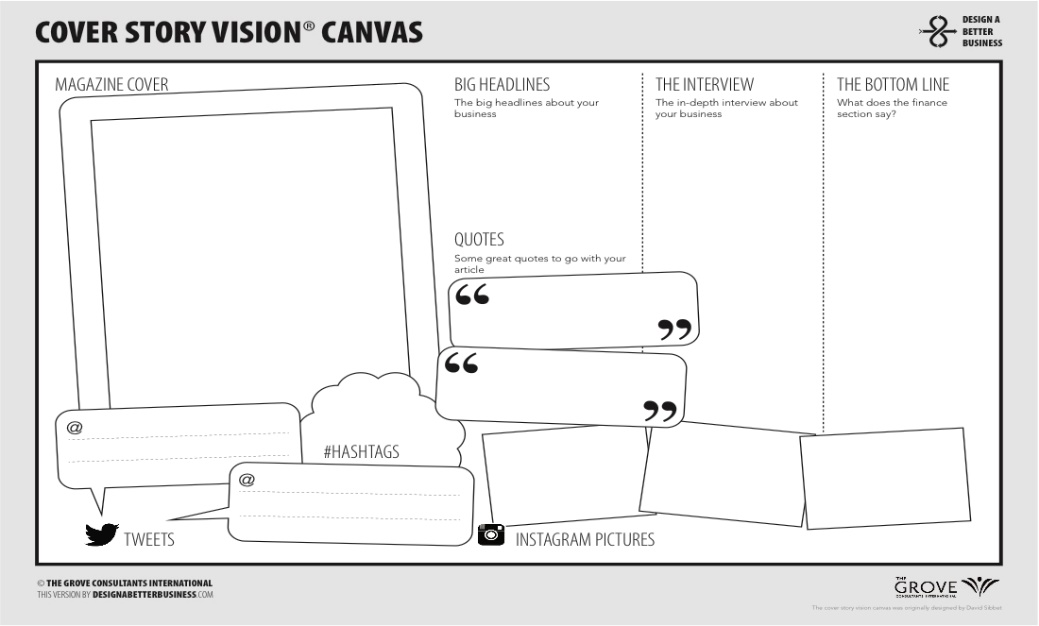 COVER STORY VISION® CANVAS
DESIGN A
BETTER
BUSINESS
MAGAZINE COVER
BIG HEADLINES
The big headlines about your
business
THE INTERVIEW
The in-depth interview about
your business
THE BOTTOM LINE
What does the finance
section say?
QUOTES
Some great quotes to go with your
article
“
”
“
”
@
#HASHTAGS
@
TWEETS
INSTAGRAM PICTURES
© THE GROVE CONSULTANTS INTERNATIONAL
THIS VERSION BY DESIGNABETTERBUSINESS.COM
THE
GROVE
CONSULTANTS INTERNATIONAL
The cover story vision canvas was originally designed by David Sibbet